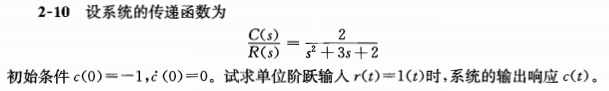 2-10 设系统的传递函数为
C(s)/R(s) = 2/(s²+3s+2)
初始条件 c(0)=-1,ċ(0)=0。试求单位阶跃输入 r(t)=1(t)时,系统的输出响应 c(t)。